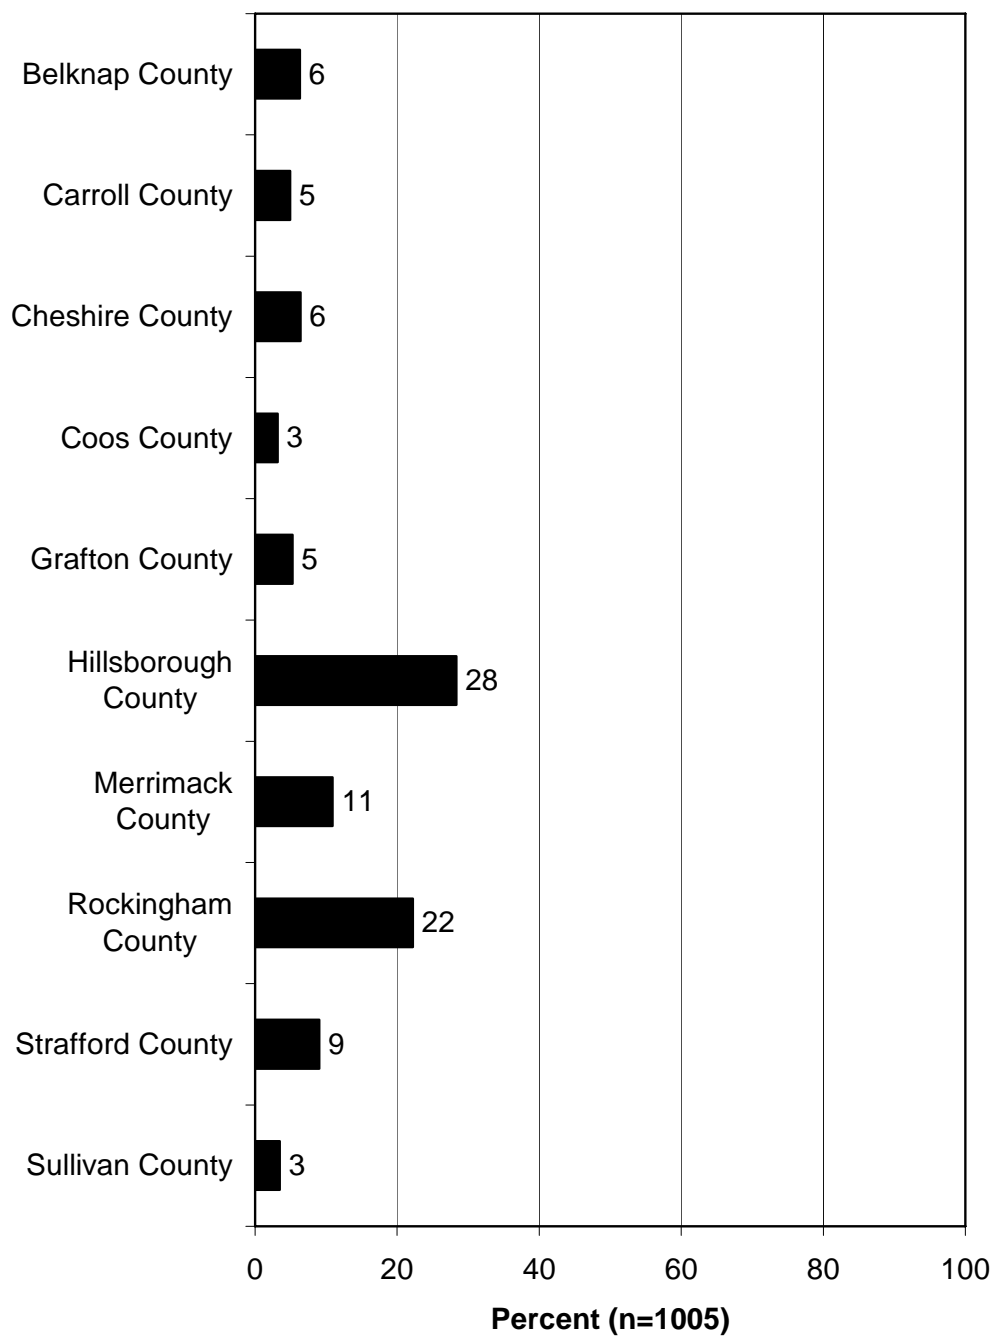 Belknap County 6
Carroll County 5
Cheshire County 6
Coos County 3
Grafton County 5
Hillsborough
County 28
Merrimack
County 11
Rockingham
County 22
Strafford County 9
Sullivan County 3
0 20 40 60 80 100
Percent (n=1005)